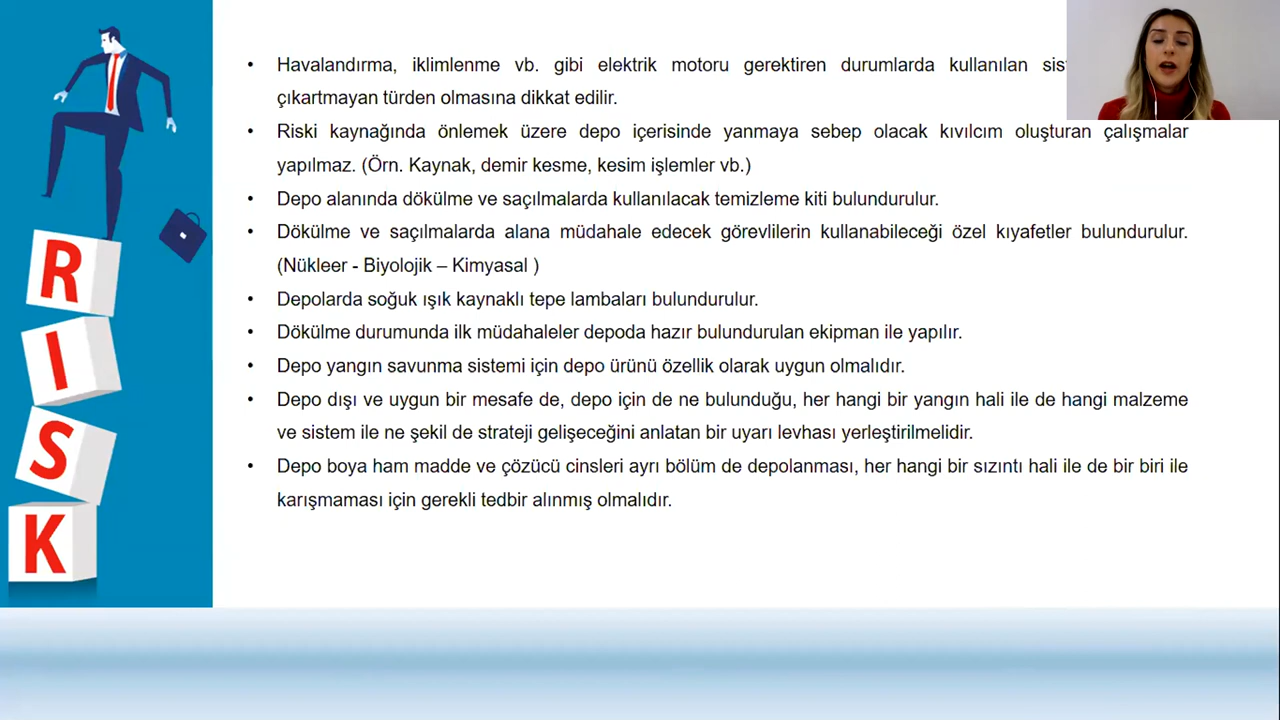 R
I
S
K
• Havalandırma, iklimlenme vb. gibi elektrik motoru gerektiren durumlarda kullanılan
çıkartmayan türden olmasına dikkat edilir.
• Riski kaynağında önlemek üzere depo içerisinde yanmaya sebep olacak kıvılcım oluşturan çalışmalar
yapılmaz. (Örn. Kaynak, demir kesme, kesim işlemler vb.)
• Depo alanında dökülme ve saçılmalarda kullanılacak temizleme kiti bulundurulur.
• Dökülme ve saçılmalarda alana müdahale edecek görevlilerin kullanabileceği özel kıyafetler bulundurulur.
(Nükleer - Biyolojik – Kimyasal )
• Depolarda soğuk ışık kaynaklı tepe lambaları bulundurulur.
• Dökülme durumunda ilk müdahaleler depoda hazır bulundurulan ekipman ile yapılır.
• Depo yangın savunma sistemi için depo ürünü özellik olarak uygun olmalıdır.
• Depo dışı ve uygun bir mesafe de, depo için de ne bulunduğu, her hangi bir yangın hali ile de hangi malzeme
ve sistem ile ne şekil de strateji gelişeceğini anlatan bir uyarı levhası yerleştirilmelidir.
• Depo boya ham madde ve çözücü cinsleri ayrı bölüm de depolanması, her hangi bir sızıntı hali ile de bir biri ile
karışmaması için gerekli tedbir alınmış olmalıdır.